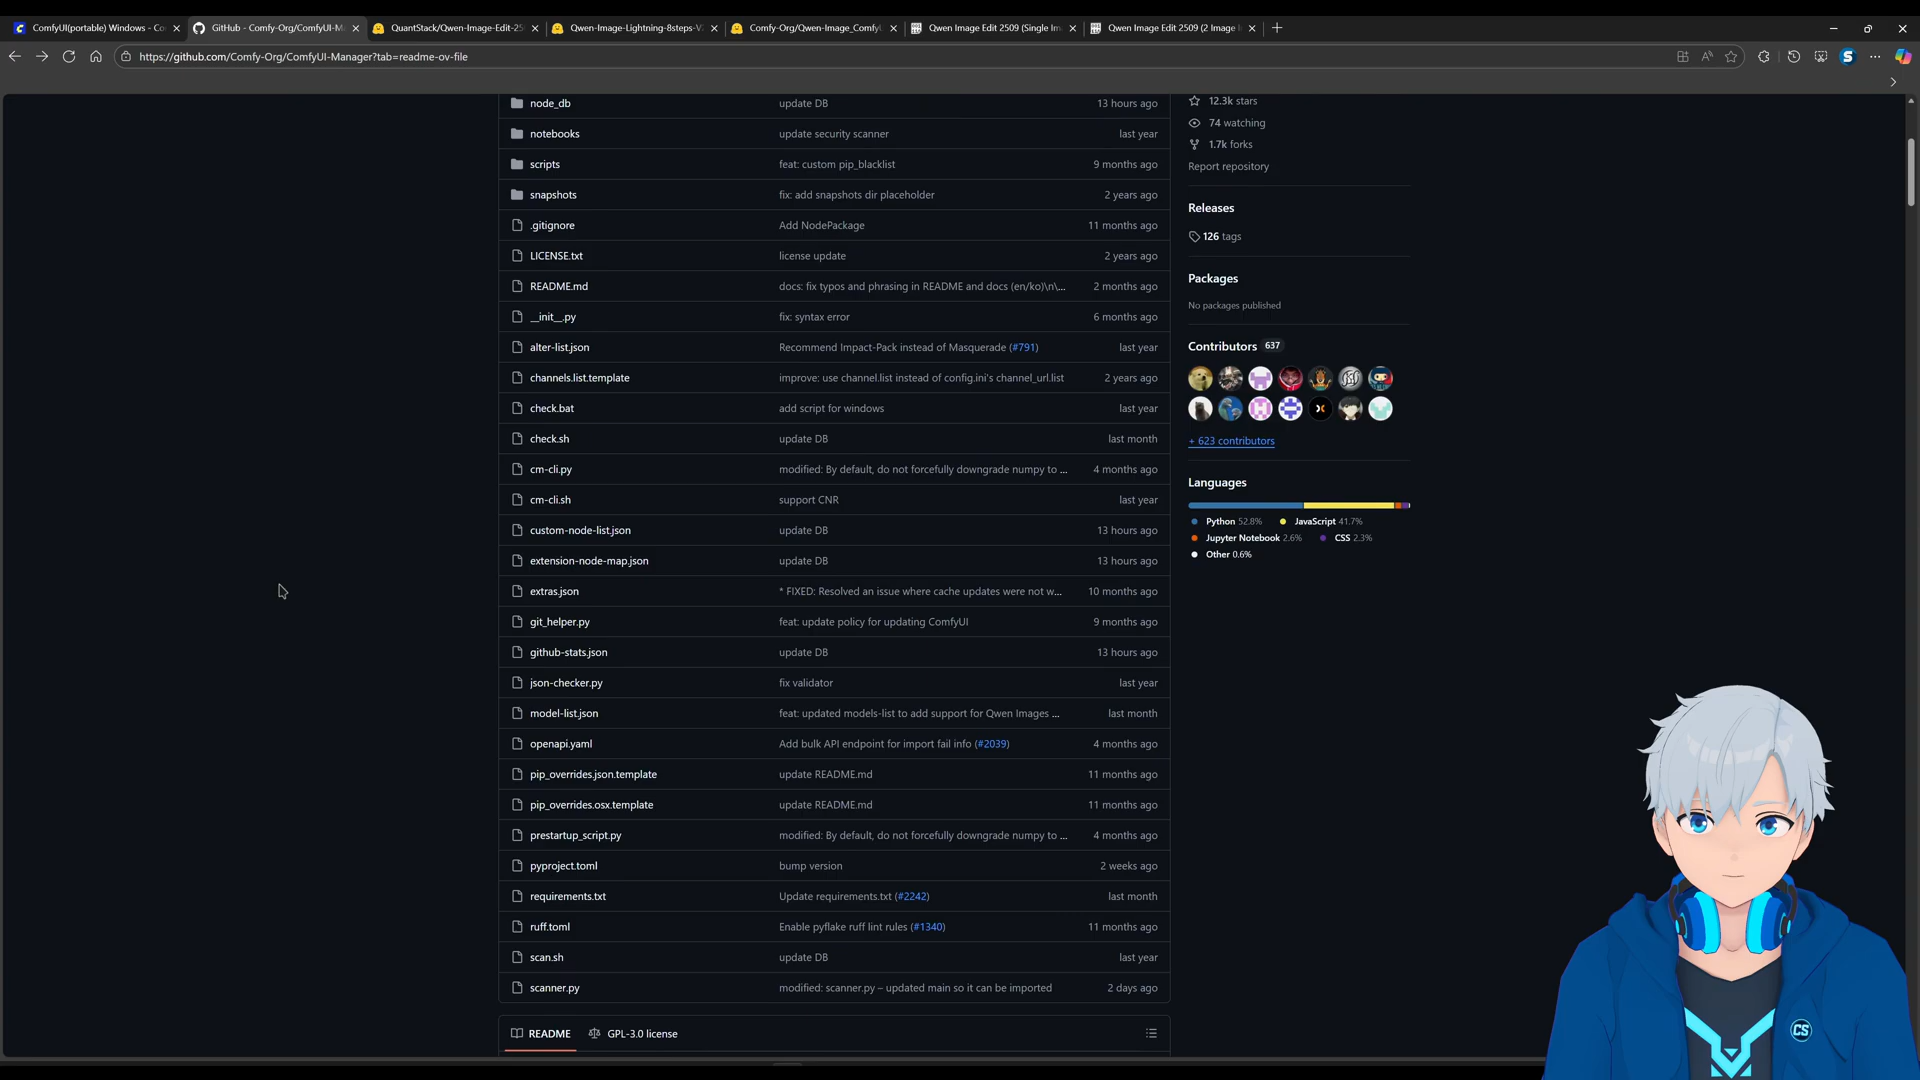 ComfyUI(portable) Windows - Co
GitHub - Comfy-Org/ComfyUI-M
QuantStack/Qwen-Image-Edit-25
Qwen-Image-Lightning-8steps-V
Comfy-Org/Qwen-Image_ComfyU
Qwen Image Edit 2509 (Single Im
Qwen Image Edit 2509 (2 Image I
https://github.com/Comfy-Org/ComfyUI-Manager?tab=readme-ov-file
node_db update DB 13 hours ago
notebooks update security scanner last year
scripts feat: custom pip_blacklist 9 months ago
snapshots fix: add snapshots dir placeholder 2 years ago
.gitignore Add NodePackage 11 months ago
LICENSE.txt license update 2 years ago
README.md docs: fix typos and phrasing in README and docs (en/ko)\n\... 2 months ago
__init__.py fix: syntax error 6 months ago
alter-list.json Recommend Impact-Pack instead of Masquerade (#791) last year
channels.list.template improve: use channel.list instead of config.ini's channel_url.list 2 years ago
check.bat add script for windows last year
check.sh update DB last month
cm-cli.py modified: By default, do not forcefully downgrade numpy to ... 4 months ago
cm-cli.sh support CNR last year
custom-node-list.json update DB 13 hours ago
extension-node-map.json update DB 13 hours ago
extras.json * FIXED: Resolved an issue where cache updates were not w... 10 months ago
git_helper.py feat: update policy for updating ComfyUI 9 months ago
github-stats.json update DB 13 hours ago
json-checker.py fix validator last year
model-list.json feat: updated models-list to add support for Qwen Images ... last month
openapi.yaml Add bulk API endpoint for import fail info (#2039) 4 months ago
pip_overrides.json.template update README.md 11 months ago
pip_overrides.osx.template update README.md 11 months ago
prestartup_script.py modified: By default, do not forcefully downgrade numpy to ... 4 months ago
pyproject.toml bump version 2 weeks ago
requirements.txt Update requirements.txt (#2242) last month
ruff.toml Enable pyflake ruff lint rules (#1340) 11 months ago
scan.sh update DB last year
scanner.py modified: scanner.py – updated main so it can be imported 2 days ago
README GPL-3.0 license
12.3k stars
74 watching
1.7k forks
Report repository
Releases
126 tags
Packages
No packages published
Contributors 637
+ 623 contributors
Languages
Python 52.8% JavaScript 41.7%
Jupyter Notebook 2.6% CSS 2.3%
Other 0.6%
CS